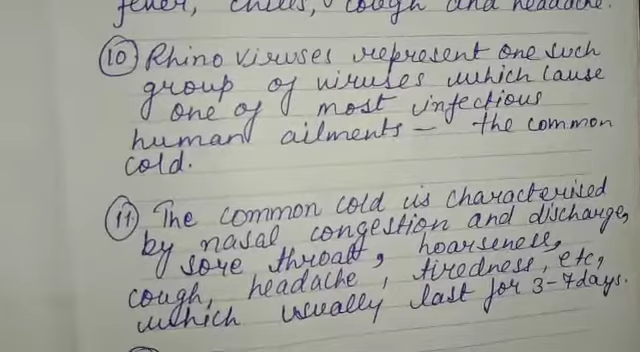 fever, chills, cough and headache.
(10) Rhino viruses represent one such
group of viruses which cause
one of most infectious
human ailments – the common
cold.
(11) The common cold is characterised
by nasal congestion and discharge,
sore throat, hoarseness,
cough, headache, tiredness, etc,
which usually last for 3-7 days.